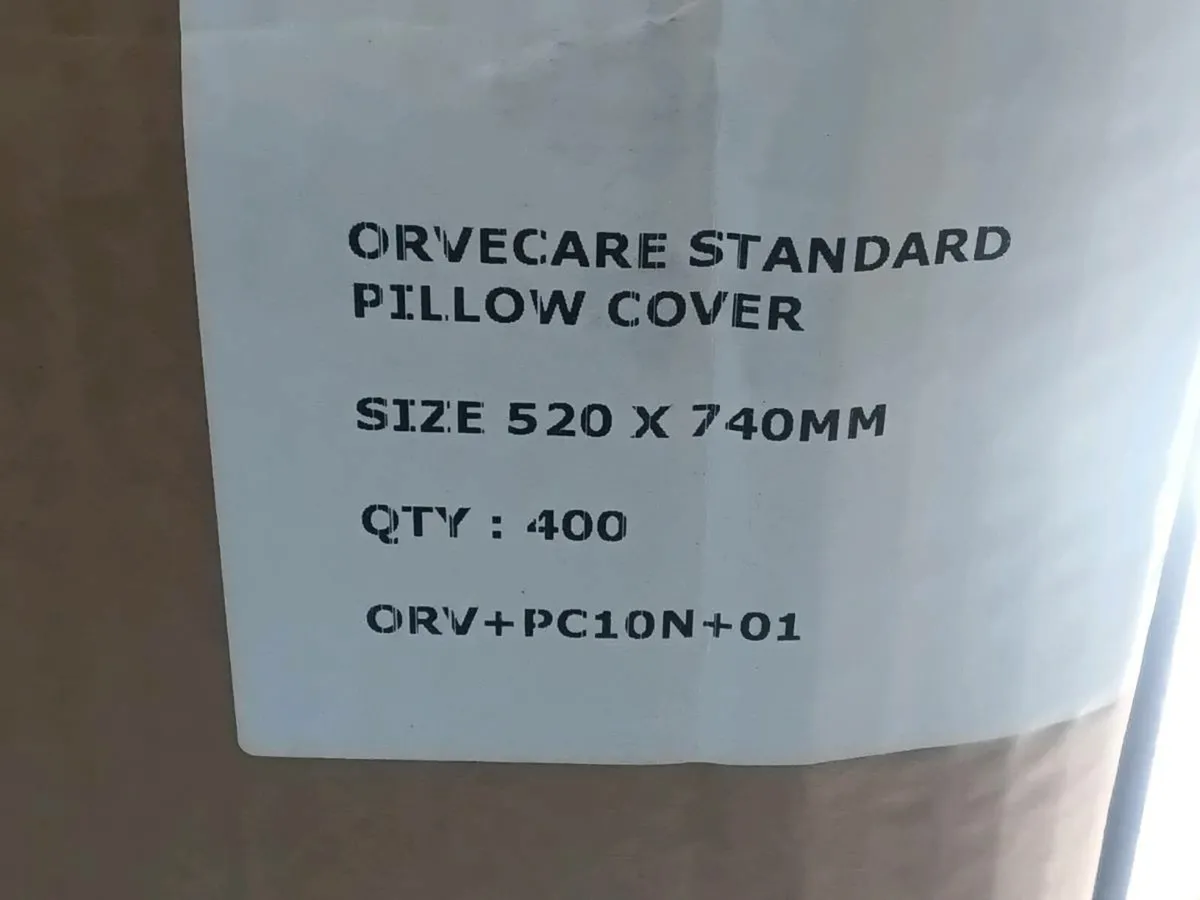 ORVECARE STANDARD
PILLOW COVER
SIZE 520 X 740MM
QTY : 400
ORV+PC10N+01